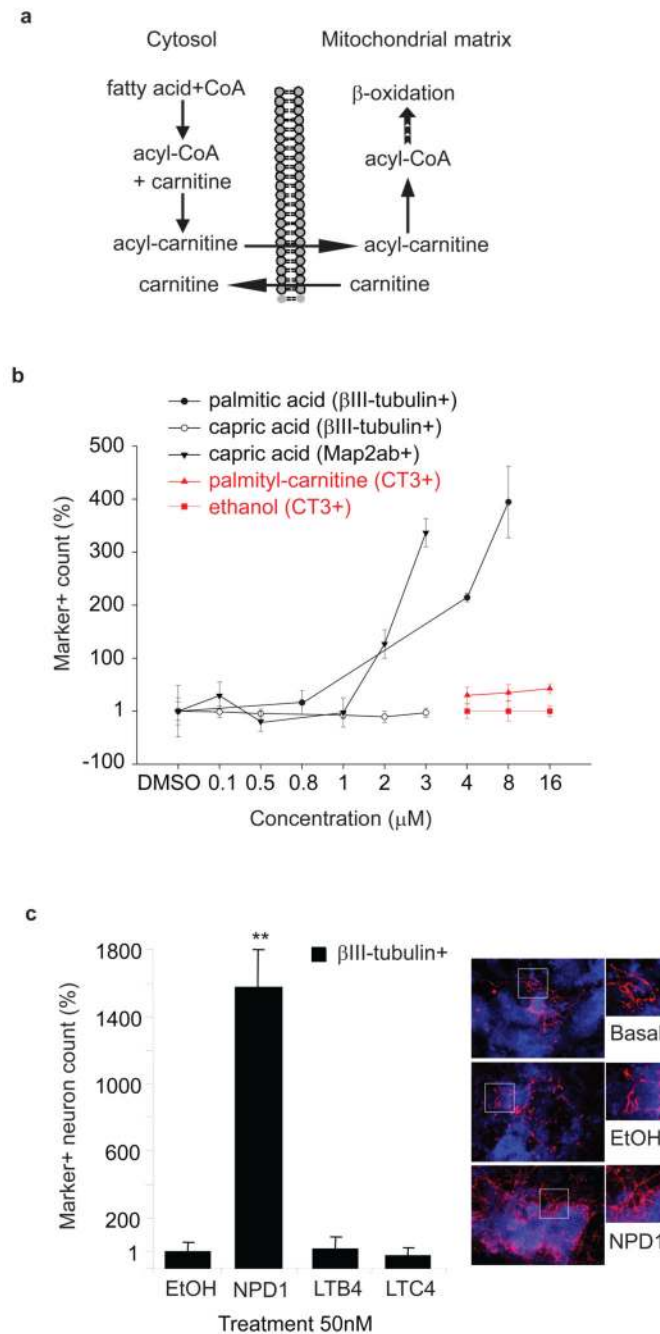 a
Cytosol
Mitochondrial matrix
fatty acid+CoA
acyl-CoA
+ carnitine
acyl-carnitine
carnitine
β-oxidation
acyl-CoA
acyl-carnitine
carnitine
b
palmitic acid (βIII-tubulin+)
capric acid (βIII-tubulin+)
capric acid (Map2ab+)
palmityl-carnitine (CT3+)
ethanol (CT3+)
Marker+ count (%)
500
400
300
200
100
1
-100
DMSO 0.1 0.5 0.8 1 2 3 4 8 16
Concentration (μM)
c
Marker+ neuron count (%)
1800
1400
1000
600
200
1
**
βIII-tubulin+
EtOH NPD1 LTB4 LTC4
Treatment 50nM
Basal
EtOH
NPD1